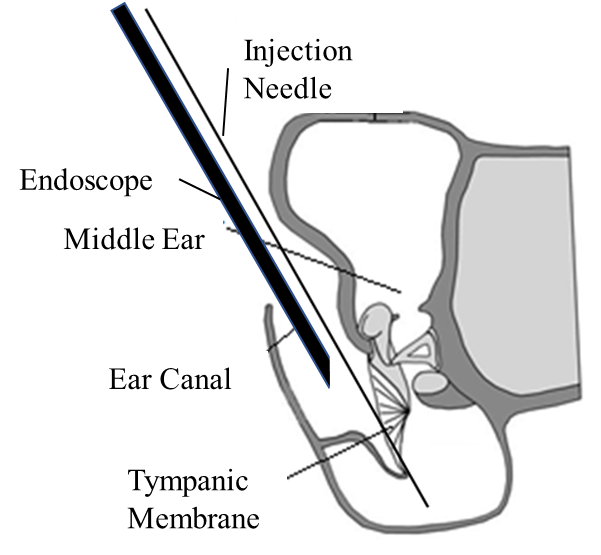 Injection
Needle
Endoscope
Middle Ear
Ear Canal
Tympanic
Membrane